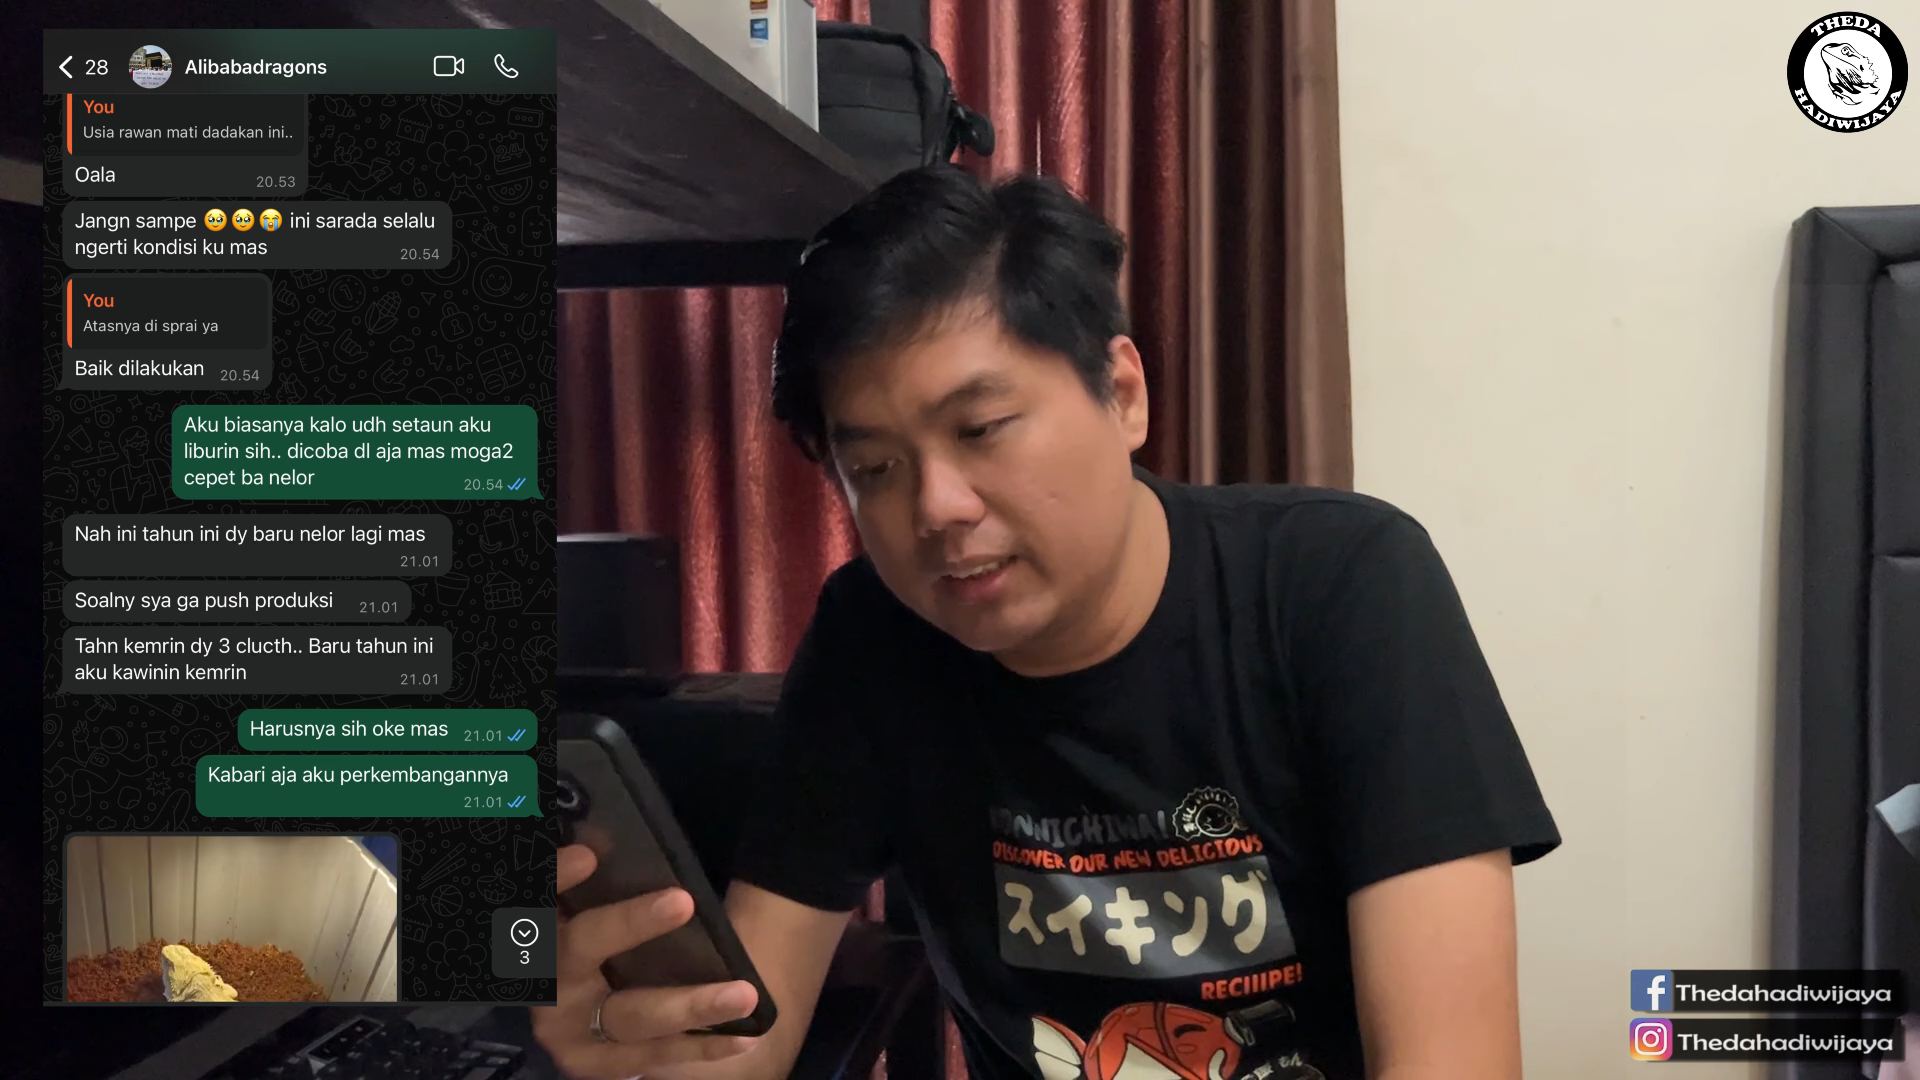 28
Alibabadragons
You
Usia rawan mati dadakan ini..
Oala
20.53
Jangn sampe 🥹🥹😭 ini sarada selalu
ngerti kondisi ku mas
20.54
You
Atasnya di sprai ya
Baik dilakukan
20.54
Aku biasanya kalo udh setaun aku
liburin sih.. dicoba dl aja mas moga2
cepet ba nelor
20.54
Nah ini tahun ini dy baru nelor lagi mas
21.01
Soalny sya ga push produksi
21.01
Tahn kemrin dy 3 clucth.. Baru tahun ini
aku kawinin kemrin
21.01
Harusnya sih oke mas
21.01
Kabari aja aku perkembangannya
21.01
3
THEDA
HADIWIJAYA
DISCOVER OUR NEW DELICIOUS
スイキング
RECIIIPE!
Thedahadiwijaya
Thedahadiwijaya